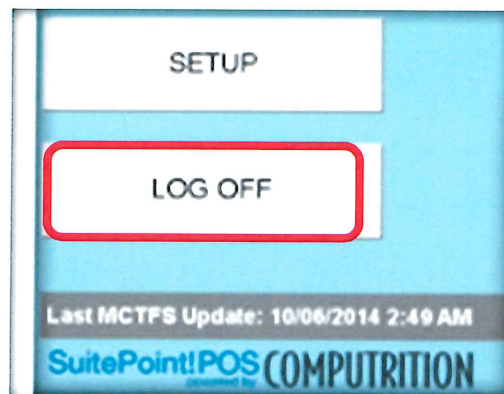 SETUP
LOG OFF
Last MCTFS Update: 10/06/2014 2:49 AM
SuitePoint!POS COMPUTRITION
powered by